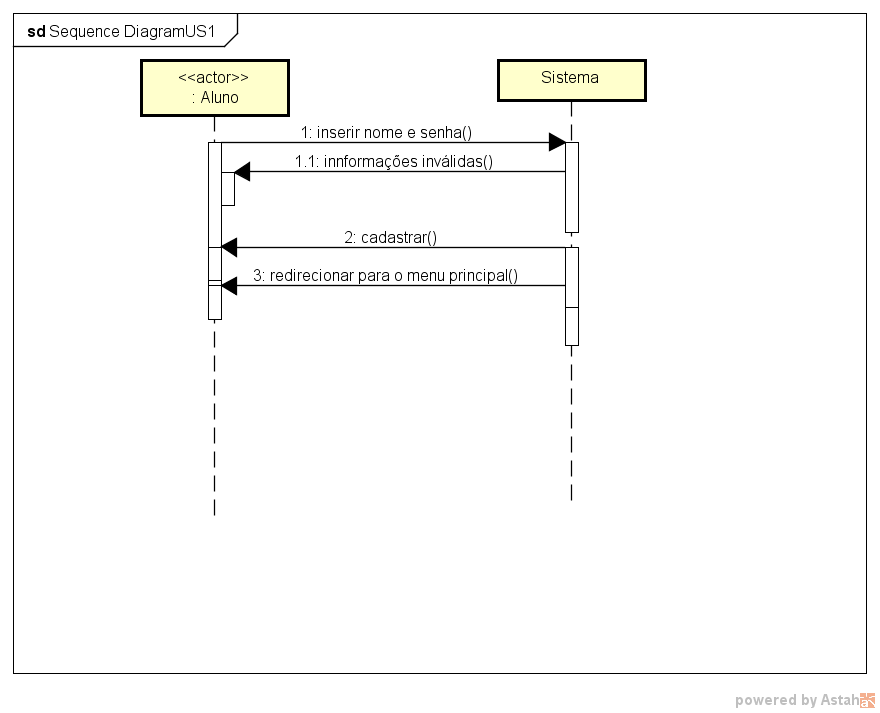 sd Sequence DiagramUS1
<<actor>>
: Aluno
Sistema
1: inserir nome e senha()
1.1: innformações inválidas()
2: cadastrar()
3: redirecionar para o menu principal()
powered by Astah